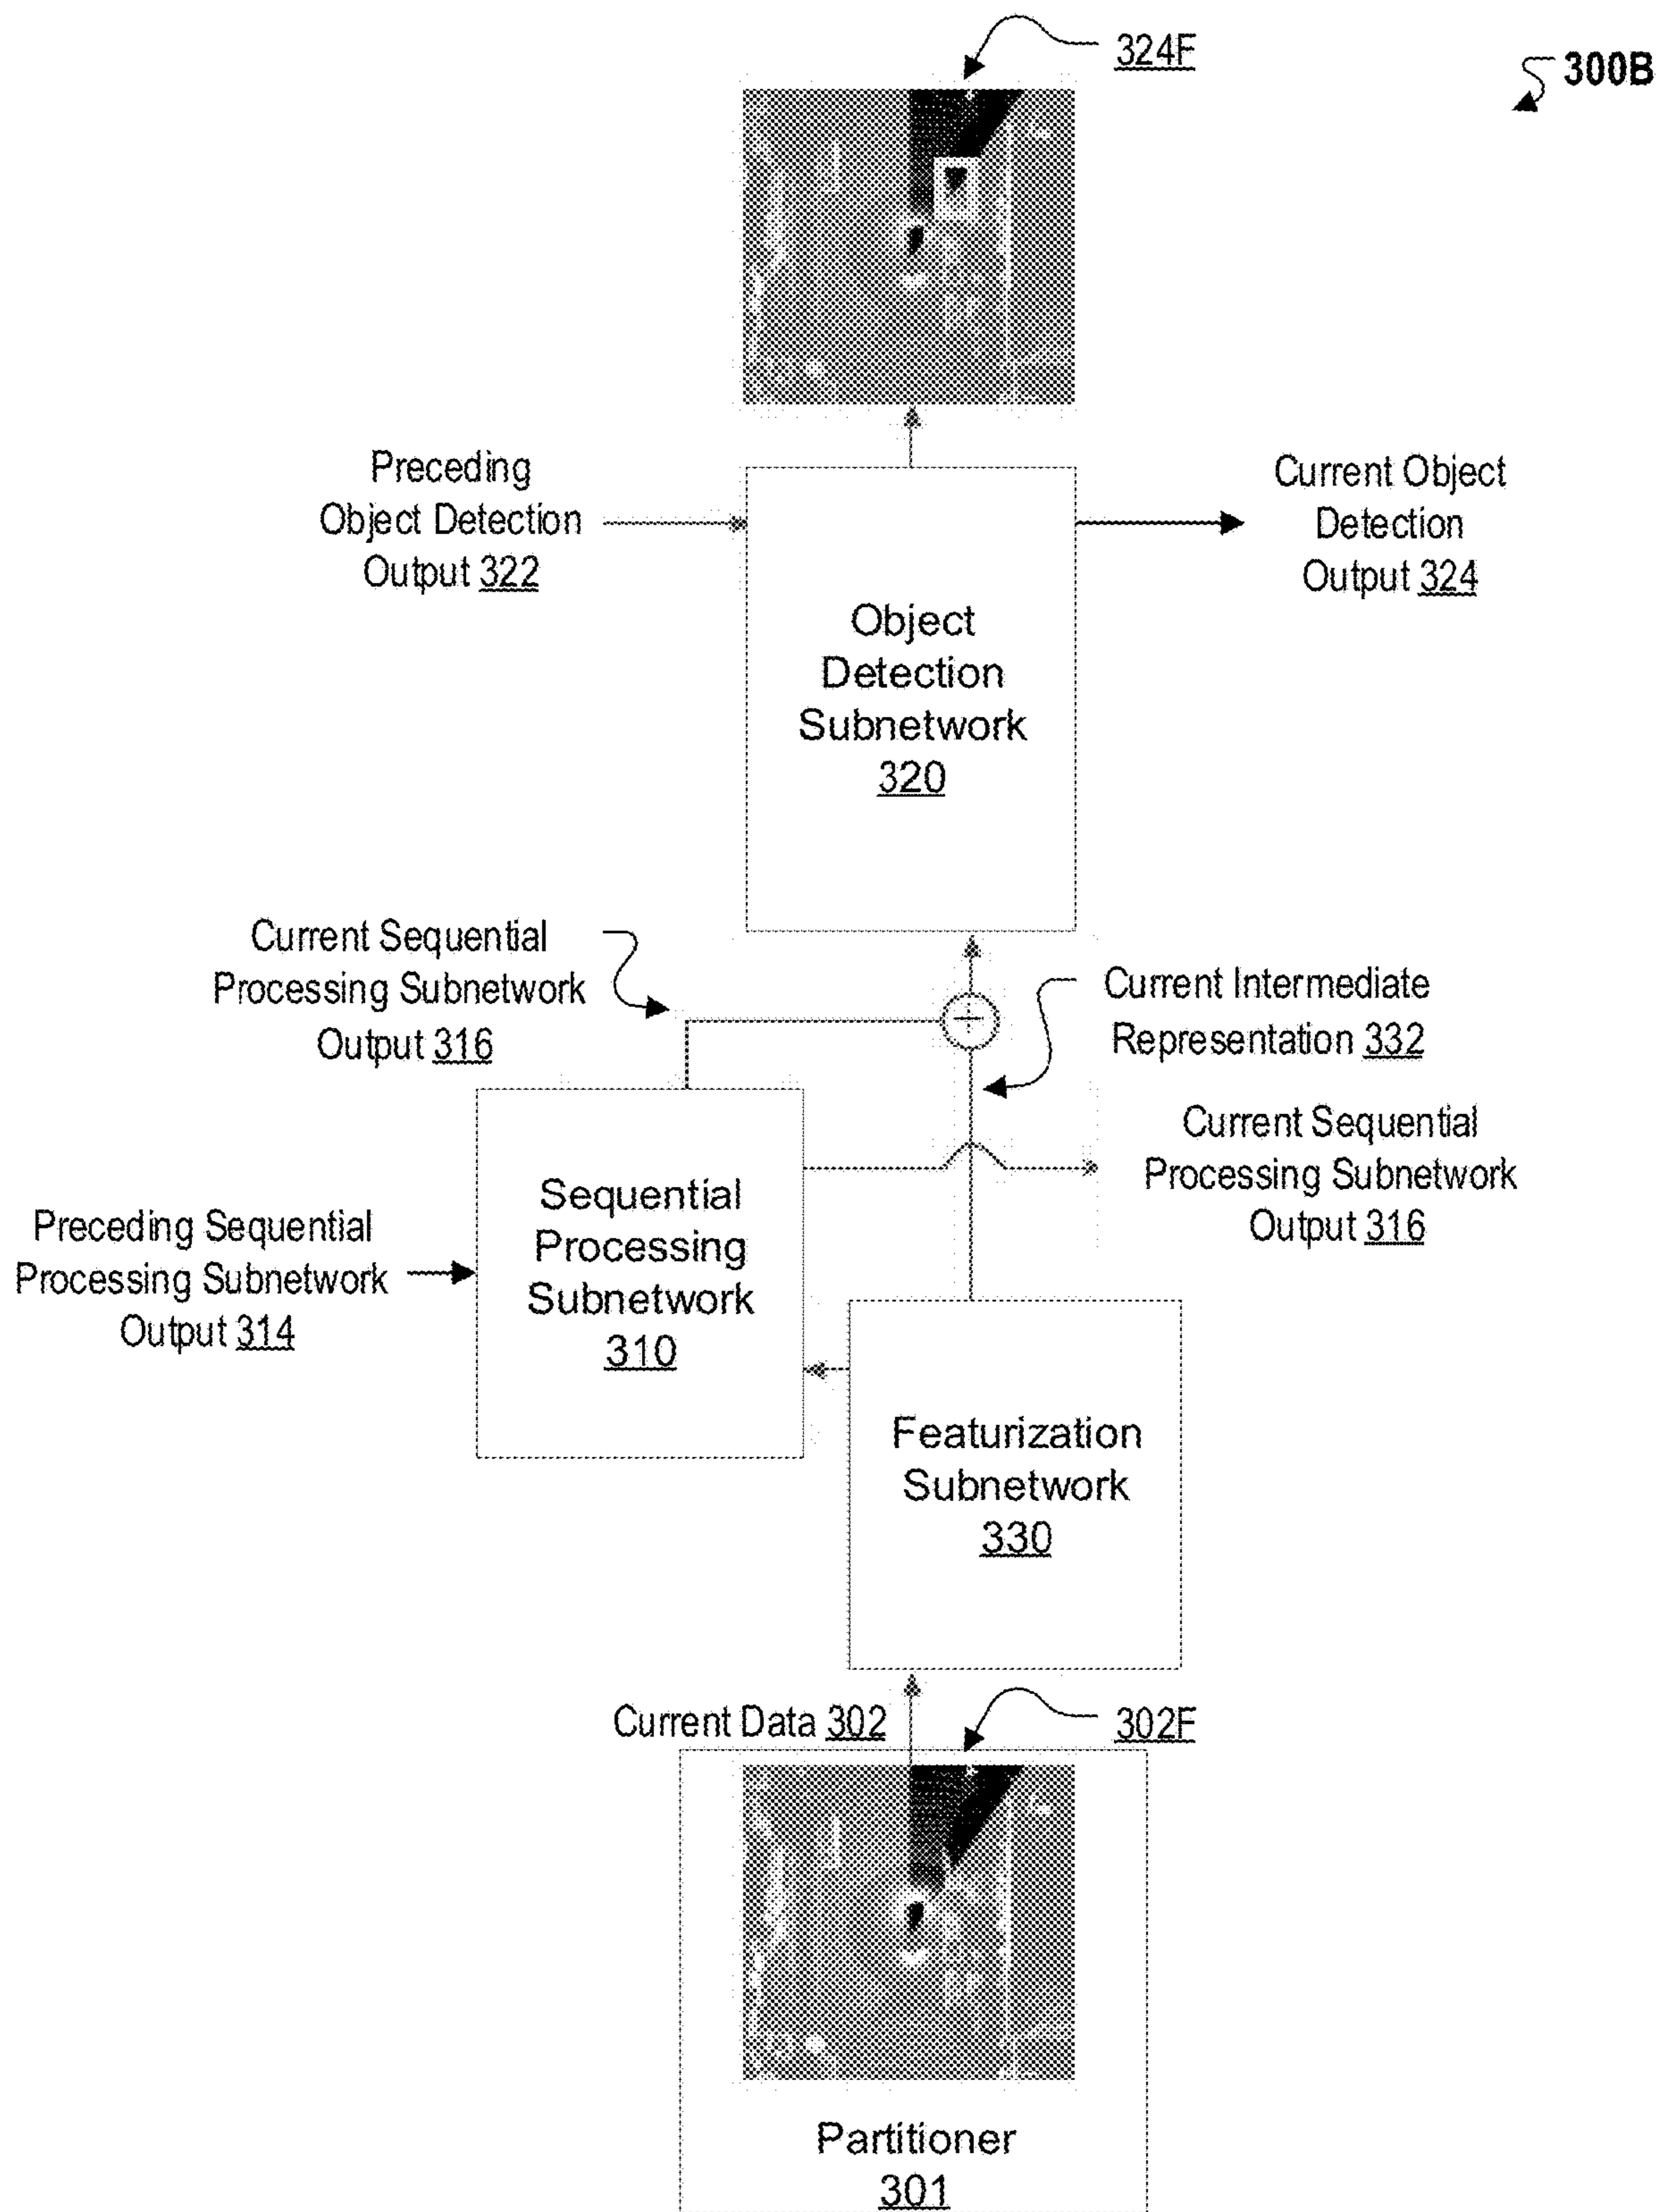 324F
300B
Preceding
Object Detection
Output 322
Current Object
Detection
Output 324
Object
Detection
Subnetwork
320
Current Sequential
Processing Subnetwork
Output 316
+
Current Intermediate
Representation 332
Current Sequential
Processing Subnetwork
Output 316
Sequential
Processing
Subnetwork
310
Preceding Sequential
Processing Subnetwork
Output 314
Featurization
Subnetwork
330
Current Data 302
302F
Partitioner
301